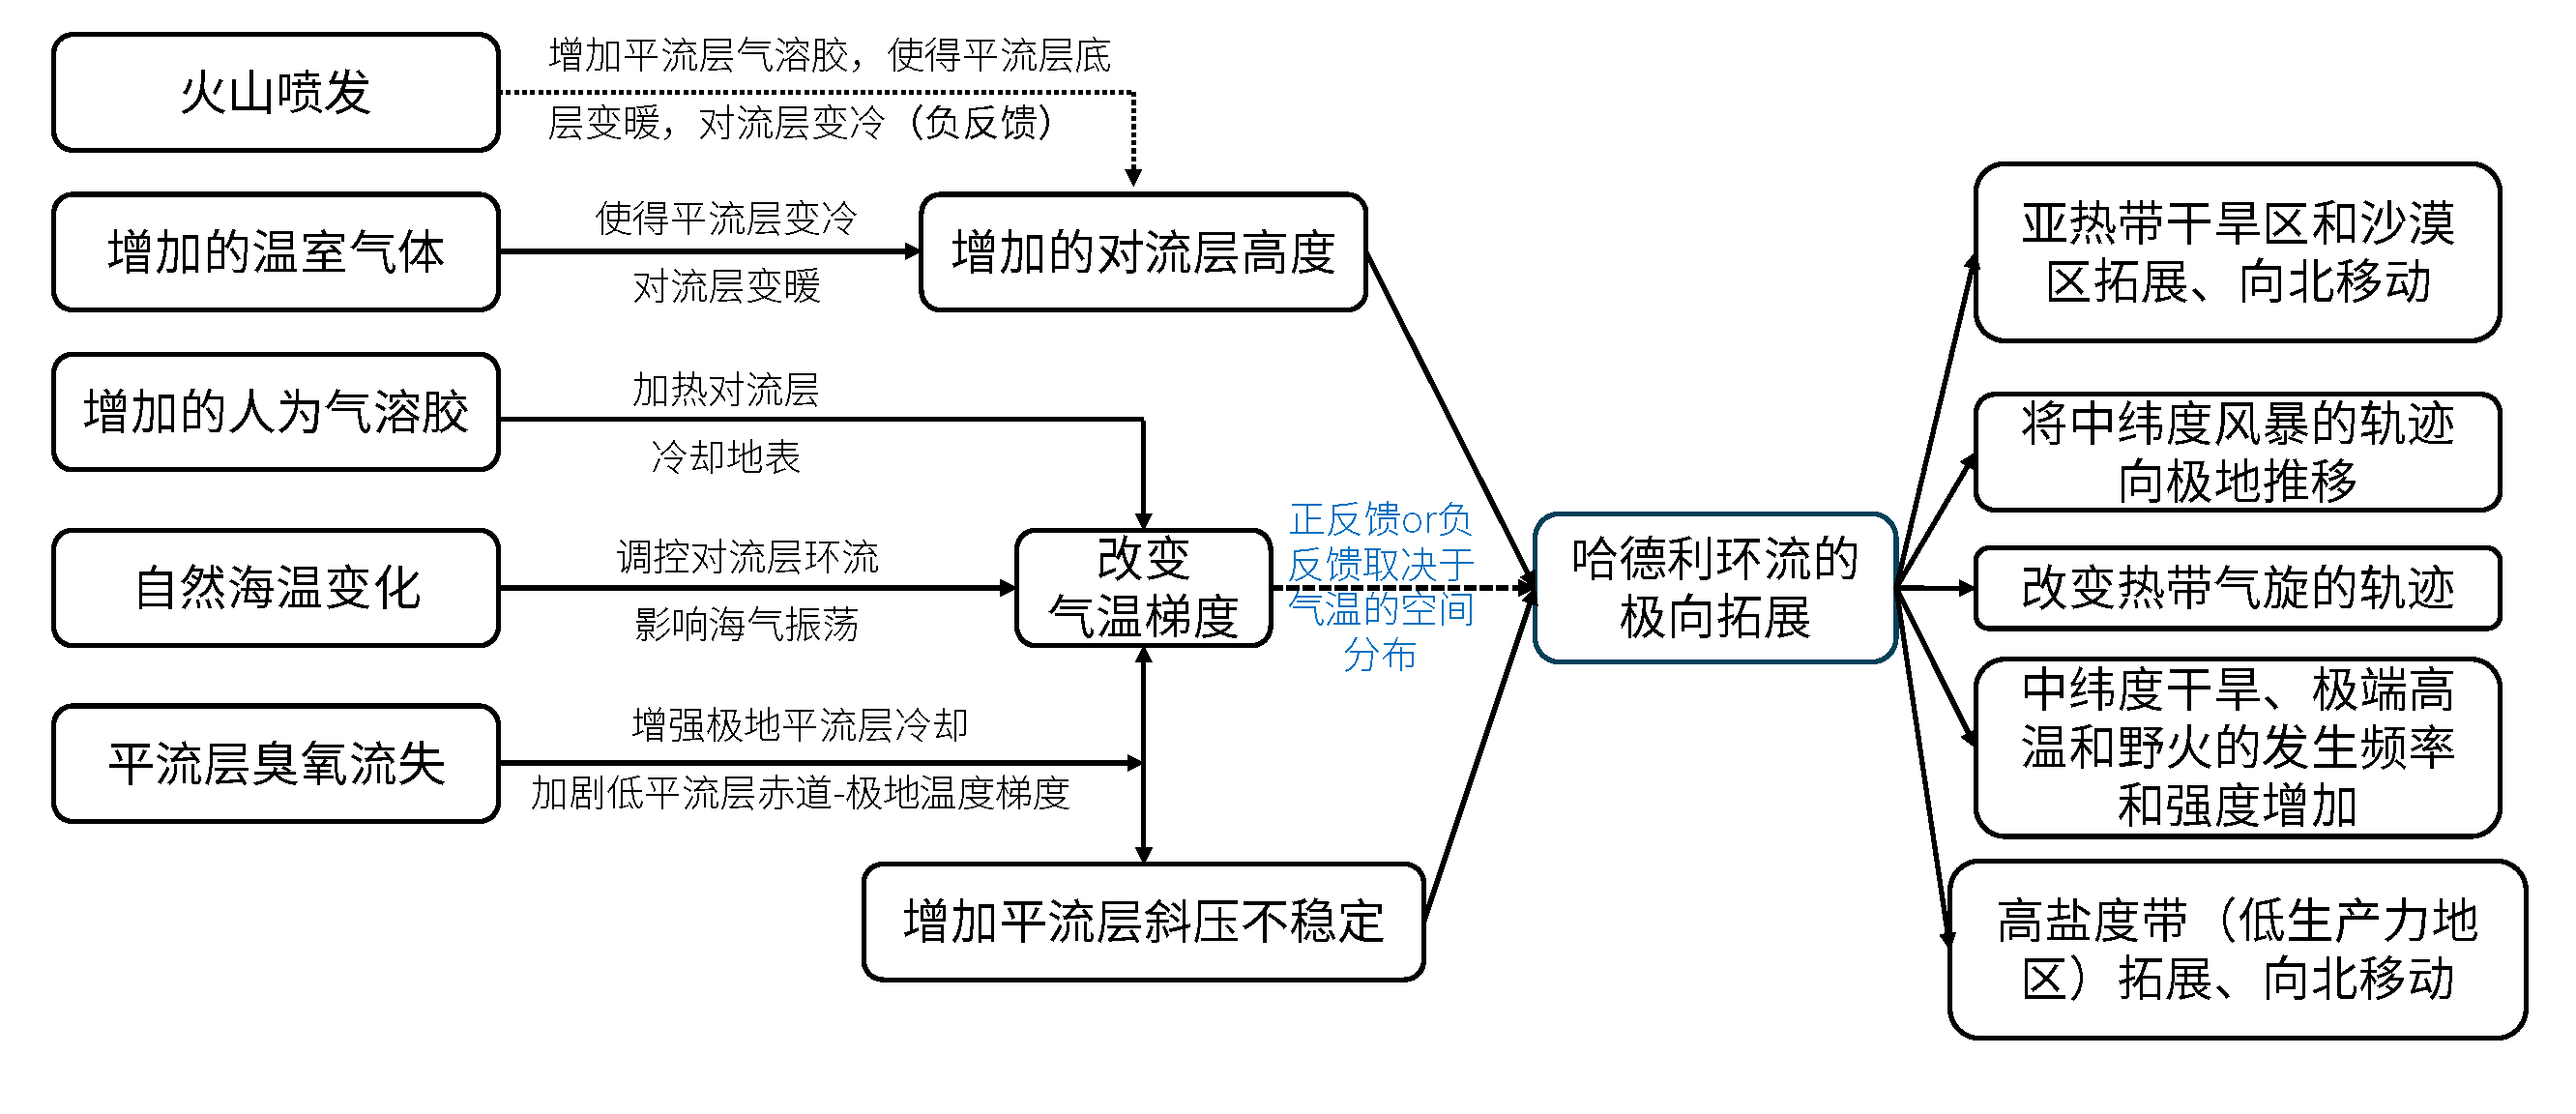 火山喷发
增加平流层气溶胶，使得平流层底
层变暖，对流层变冷（负反馈）
增加的温室气体
使得平流层变冷
对流层变暖
增加的对流层高度
增加的人为气溶胶
加热对流层
冷却地表
自然海温变化
调控对流层环流
影响海气振荡
改变
气温梯度
正反馈or负
反馈取决于
气温的空间
分布
平流层臭氧流失
增强极地平流层冷却
加剧低平流层赤道-极地温度梯度
增加平流层斜压不稳定
哈德利环流的
极向拓展
亚热带干旱区和沙漠
区拓展、向北移动
将中纬度风暴的轨迹
向极地推移
改变热带气旋的轨迹
中纬度干旱、极端高
温和野火的发生频率
和强度增加
高盐度带（低生产力地
区）拓展、向北移动